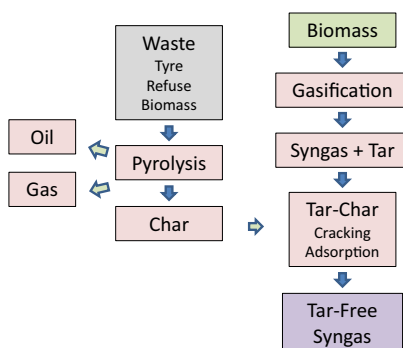 Waste
Tyre
Refuse
Biomass
Oil
Pyrolysis
Gas
Char
Biomass
Gasification
Syngas + Tar
Tar-Char
Cracking
Adsorption
Tar-Free
Syngas